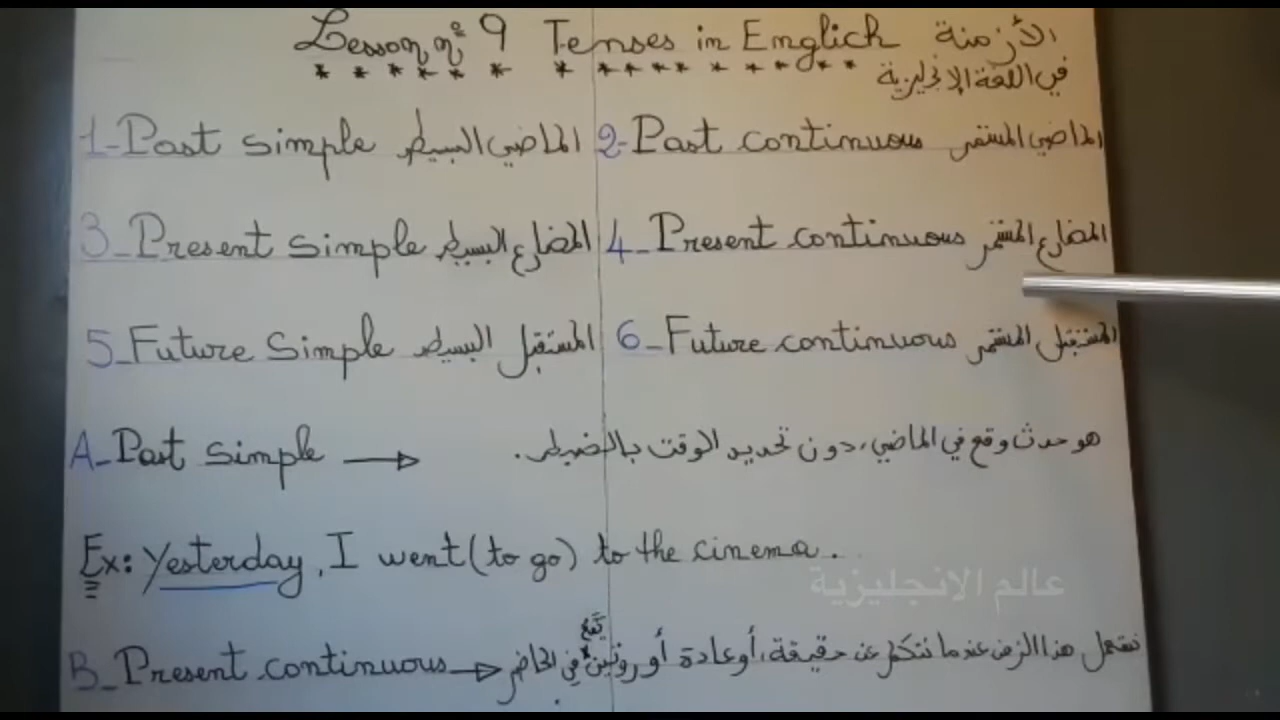 Lesson n° 9 Tenses in Englich الأزمنة
في اللغة الإنجليزية
1-Past simple الماضي البسيط 2-Past continuous الماضي المستمر
3-Present simple المضارع البسيط 4-Present continuous المضارع المستمر
5-Future Simple المستقبل البسيط 6-Future continuous المستقبل المستمر
A-Past simple → هو حدث وقع في الماضي، دون تحديد الوقت بالضبط.
Ex: Yesterday, I went (to go) to the cinema.
عالم الانجليزية
B-Present continuous → نستعمل هذا الزمن عندما نتكلم عن حقيقة، أو عادة أو روتين يقع في الحاضر.